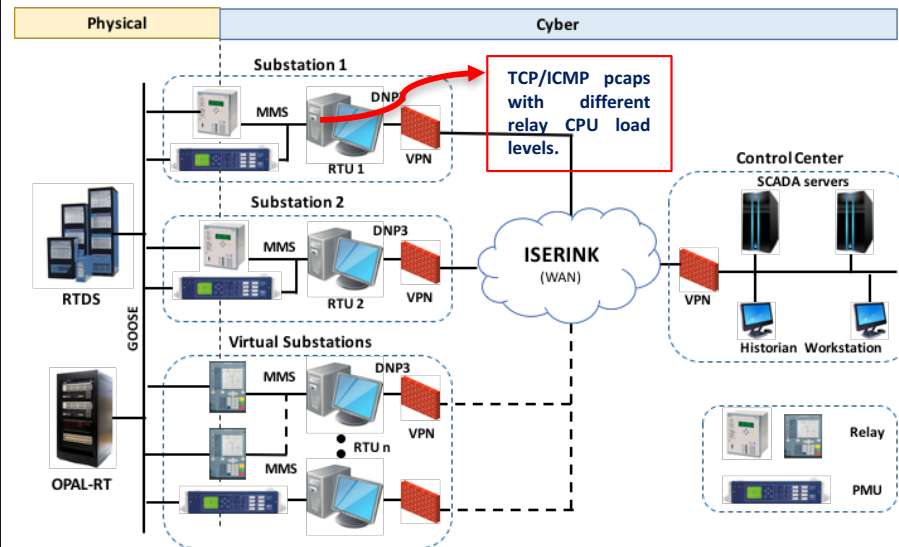 Physical
Cyber
Substation 1
MMS
DNP
RTU 1
VPN
TCP/ICMP pcaps
with different
relay CPU load
levels.
Substation 2
MMS
DNP3
RTU 2
VPN
RTDS
GOOSE
ISERINK
(WAN)
Control Center
SCADA servers
VPN
Historian Workstation
Virtual Substations
MMS
DNP3
VPN
RTU n
MMS
OPAL-RT
Relay
PMU